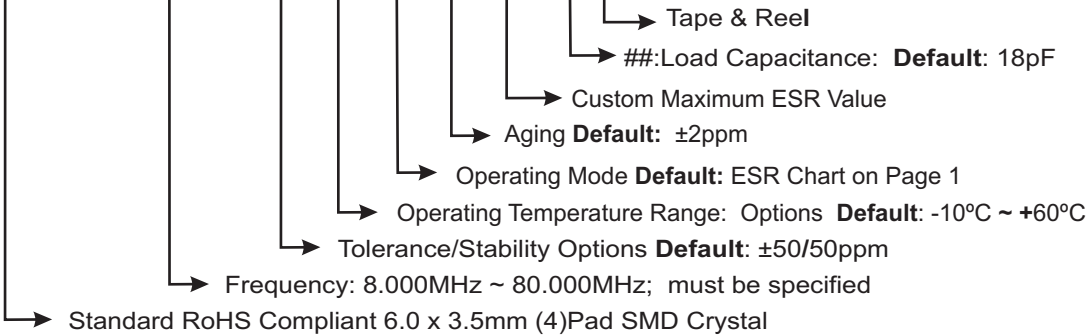 Tape & Reel
##:Load Capacitance: Default: 18pF
Custom Maximum ESR Value
Aging Default: ±2ppm
Operating Mode Default: ESR Chart on Page 1
Operating Temperature Range: Options Default: -10ºC ~ +60ºC
Tolerance/Stability Options Default: ±50/50ppm
Frequency: 8.000MHz ~ 80.000MHz; must be specified
Standard RoHS Compliant 6.0 x 3.5mm (4)Pad SMD Crystal